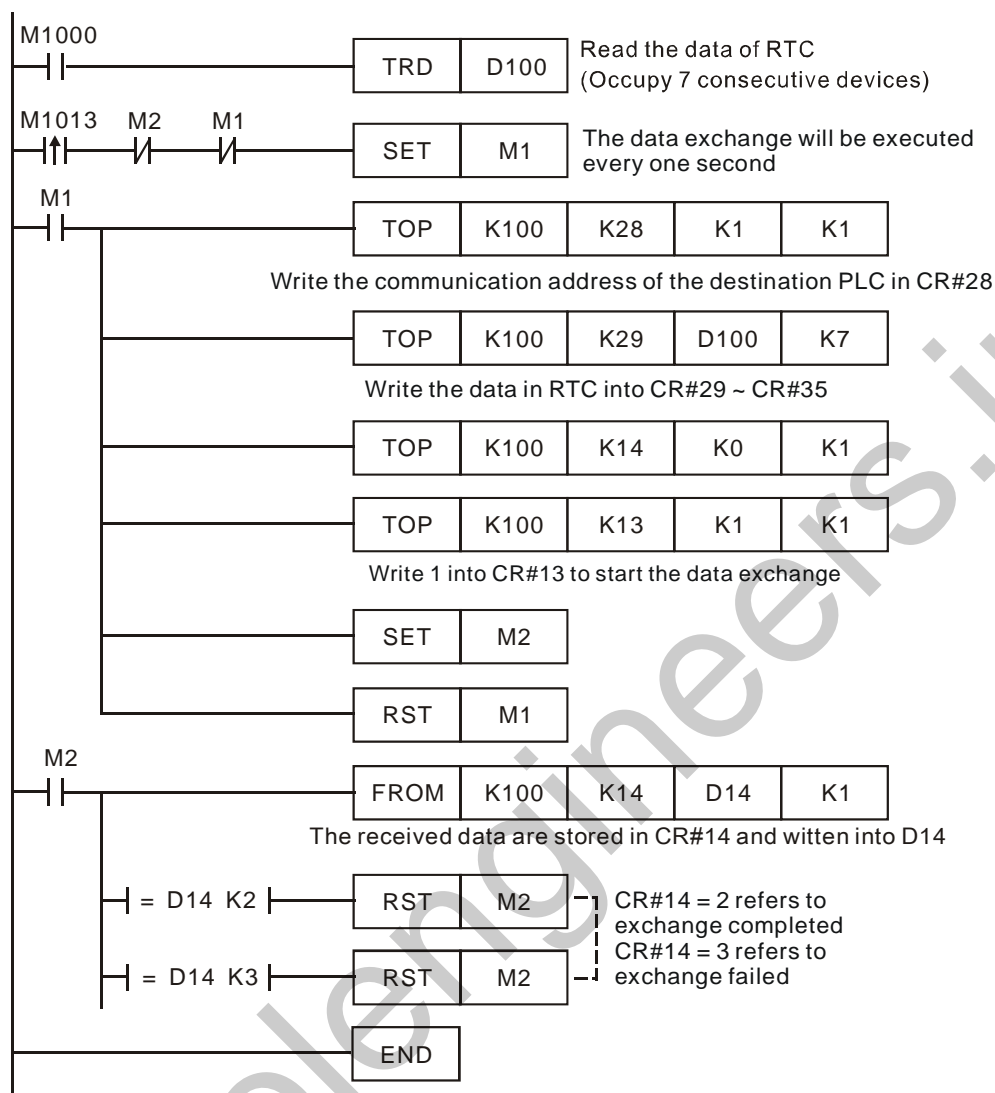 M1000
TRD D100 Read the data of RTC
(Occupy 7 consecutive devices)
M1013 M2 M1
SET M1 The data exchange will be executed
every one second
M1
TOP K100 K28 K1 K1
Write the communication address of the destination PLC in CR#28
TOP K100 K29 D100 K7
Write the data in RTC into CR#29 ~ CR#35
TOP K100 K14 K0 K1
TOP K100 K13 K1 K1
Write 1 into CR#13 to start the data exchange
SET M2
RST M1
M2
FROM K100 K14 D14 K1
The received data are stored in CR#14 and witten into D14
= D14 K2 RST M2 CR#14 = 2 refers to
exchange completed
CR#14 = 3 refers to
= D14 K3 RST M2 exchange failed
END
elengineers.i